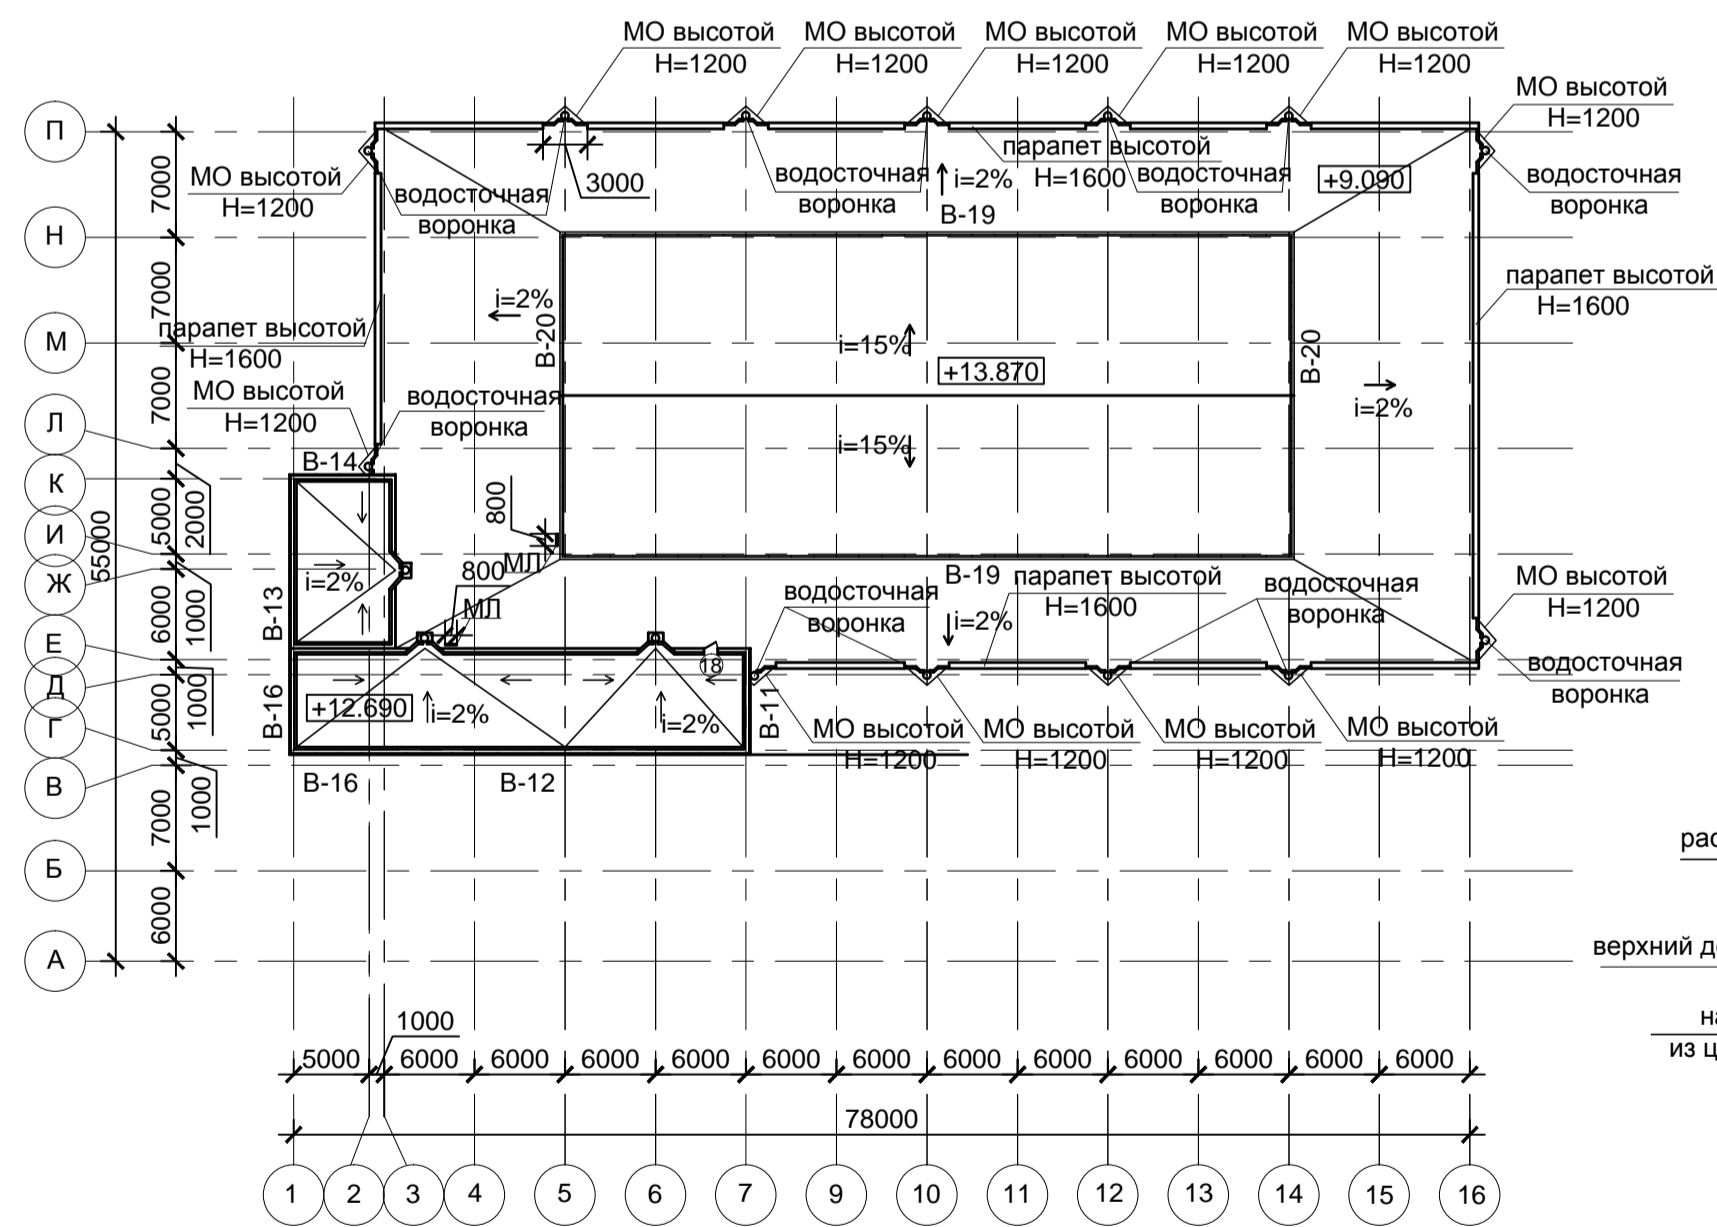 МО высотой
Н=1200
МО высотой
Н=1200
МО высотой
Н=1200
МО высотой
Н=1200
МО высотой
Н=1200
МО высотой
Н=1200
П
7000
МО высотой
Н=1200
водосточная
воронка
3000
водосточная
воронка
парапет высотой
Н=1600
i=2%
В-19
водосточная
воронка
+9.090
водосточная
воронка
Н
7000
i=2%
парапет высотой
Н=1600
В-20
i=15%
+13.870
В-20
i=2%
парапет высотой
Н=1600
М
7000
МО высотой
Н=1200
водосточная
воронка
i=15%
Л
В-14
К
5000
2000
800
И
55000
Ж
i=2%
800
МЛ
МЛ
В-13
6000
1000
В-19
парапет высотой
Н=1600
водосточная
воронка
i=2%
водосточная
воронка
МО высотой
Н=1200
водосточная
воронка
Е
18
Д
5000
1000
В-16
+12.690
i=2%
i=2%
В-11
МО высотой
Н=1200
МО высотой
Н=1200
МО высотой
Н=1200
МО высотой
Н=1200
Г
В
В-16
В-12
7000
1000
Б
6000
А
рас
верхний д
на
из ц
1000
5000
6000
6000
6000
6000
6000
6000
6000
6000
6000
6000
6000
6000
78000
1
2
3
4
5
6
7
9
10
11
12
13
14
15
16